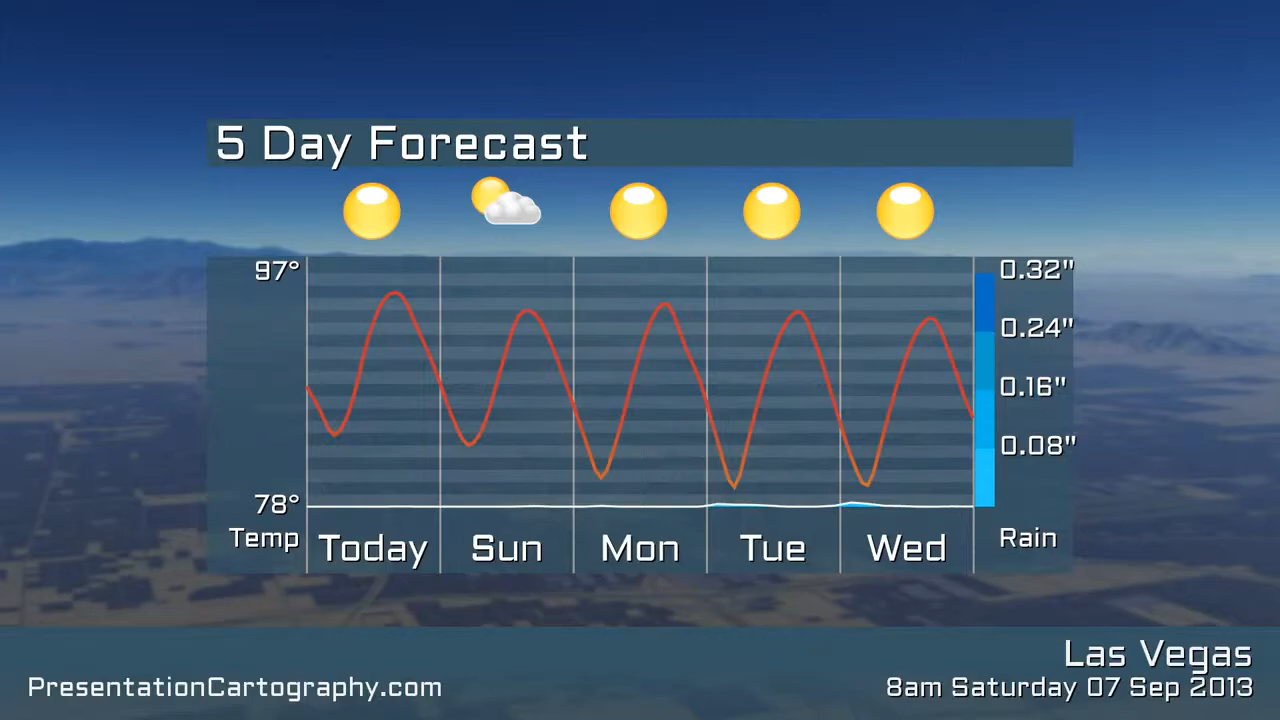 5 Day Forecast
97°
0.32"
0.24"
0.16"
0.08"
78°
Temp
Today
Sun
Mon
Tue
Wed
Rain
Las Vegas
PresentationCartography.com
8am Saturday 07 Sep 2013